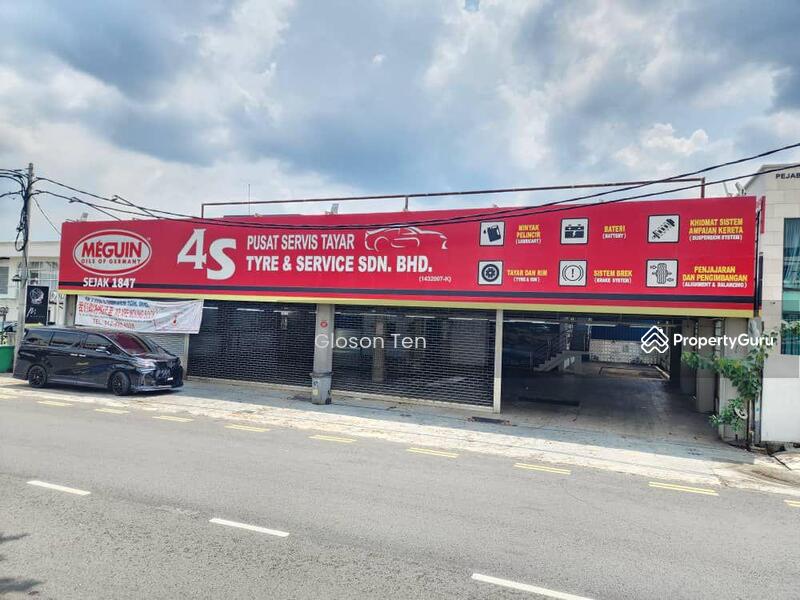 MEGUIN
OILS OF GERMANY
SEJAK 1847
4S
PUSAT SERVIS TAYAR
TYRE & SERVICE SDN. BHD.
(1432007-K)
MINYAK
PELINCIR
(LUBRICANT)
BATERI
(BATTERY)
KHIDMAT SISTEM
AMPAIAN KERETA
(SUSPENSION SYSTEM)
TAYAR DAN RIM
(TYRE & RIM)
SISTEM BREK
(BRAKE SYSTEM)
PENJAJARAN
DAN PENGIMBANGAN
(ALIGNMENT & BALANCING)
PEJAB
Gloson Ten
PropertyGuru